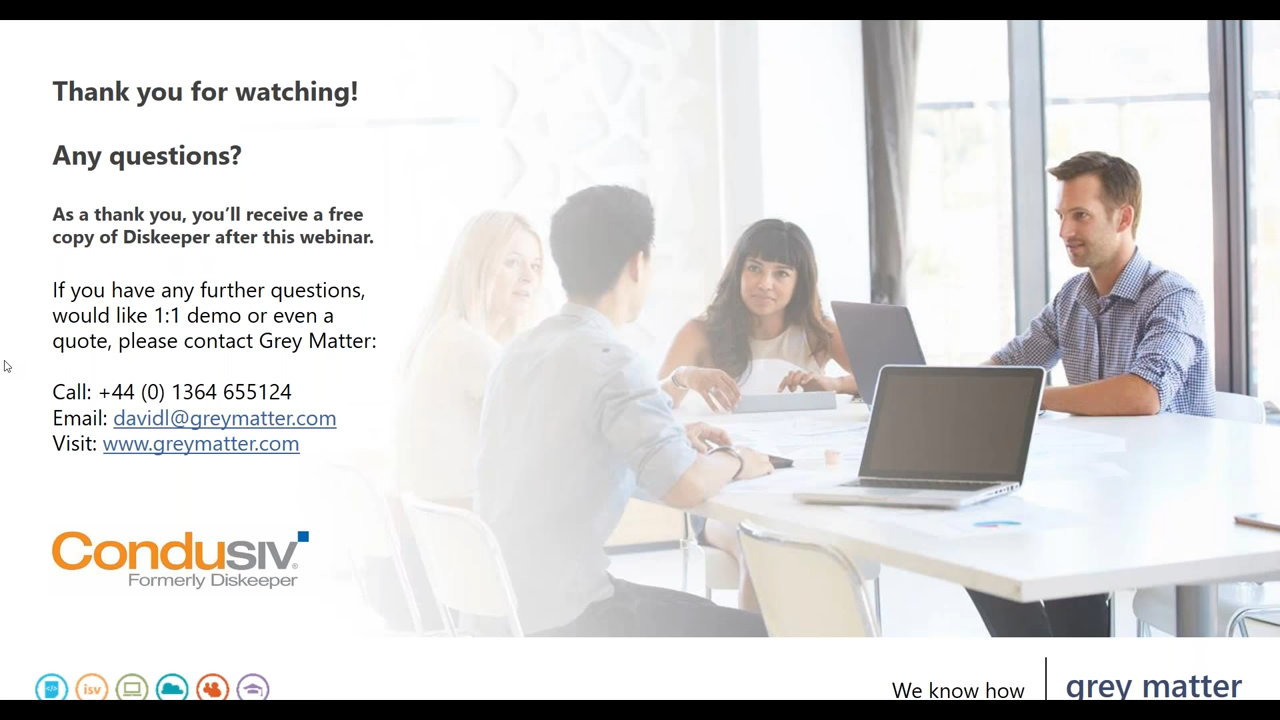 Thank you for watching!
Any questions?
As a thank you, you'll receive a free
copy of Diskeeper after this webinar.
If you have any further questions,
would like 1:1 demo or even a
quote, please contact Grey Matter:
Call: +44 (0) 1364 655124
Email: davidl@greymatter.com
Visit: www.greymatter.com
CONDUSIV®
Formerly Diskeeper
</> isv
We know how
grey matter